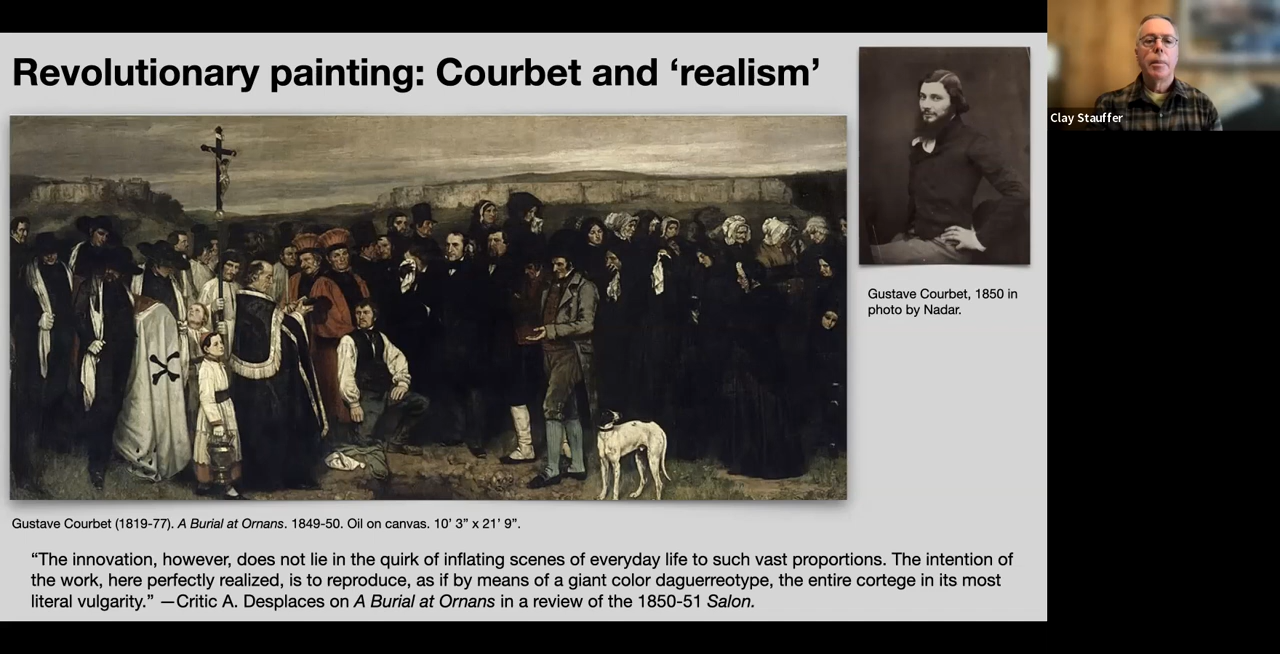 Revolutionary painting: Courbet and ‘realism’
Clay Stauffer
Gustave Courbet, 1850 in
photo by Nadar.
Gustave Courbet (1819-77). A Burial at Ornans. 1849-50. Oil on canvas. 10’ 3” x 21’ 9”.
“The innovation, however, does not lie in the quirk of inflating scenes of everyday life to such vast proportions. The intention of
the work, here perfectly realized, is to reproduce, as if by means of a giant color daguerreotype, the entire cortege in its most
literal vulgarity.” —Critic A. Desplaces on A Burial at Ornans in a review of the 1850-51 Salon.